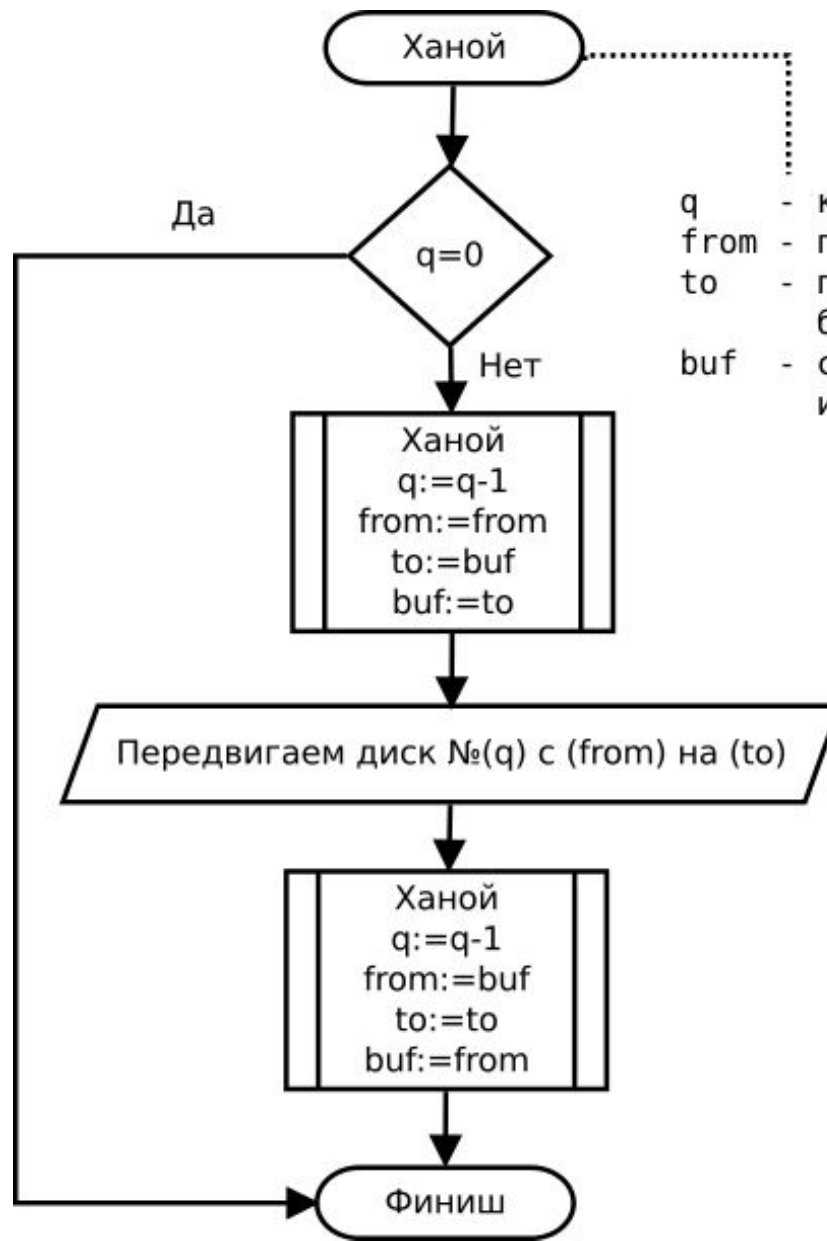 Ханой
Да
q=0
q -
from -
to -
buf -
Нет
Ханой
q:=q-1
from:=from
to:=buf
buf:=to
Передвигаем диск №(q) с (from) на (to)
Ханой
q:=q-1
from:=buf
to:=to
buf:=from
Финиш